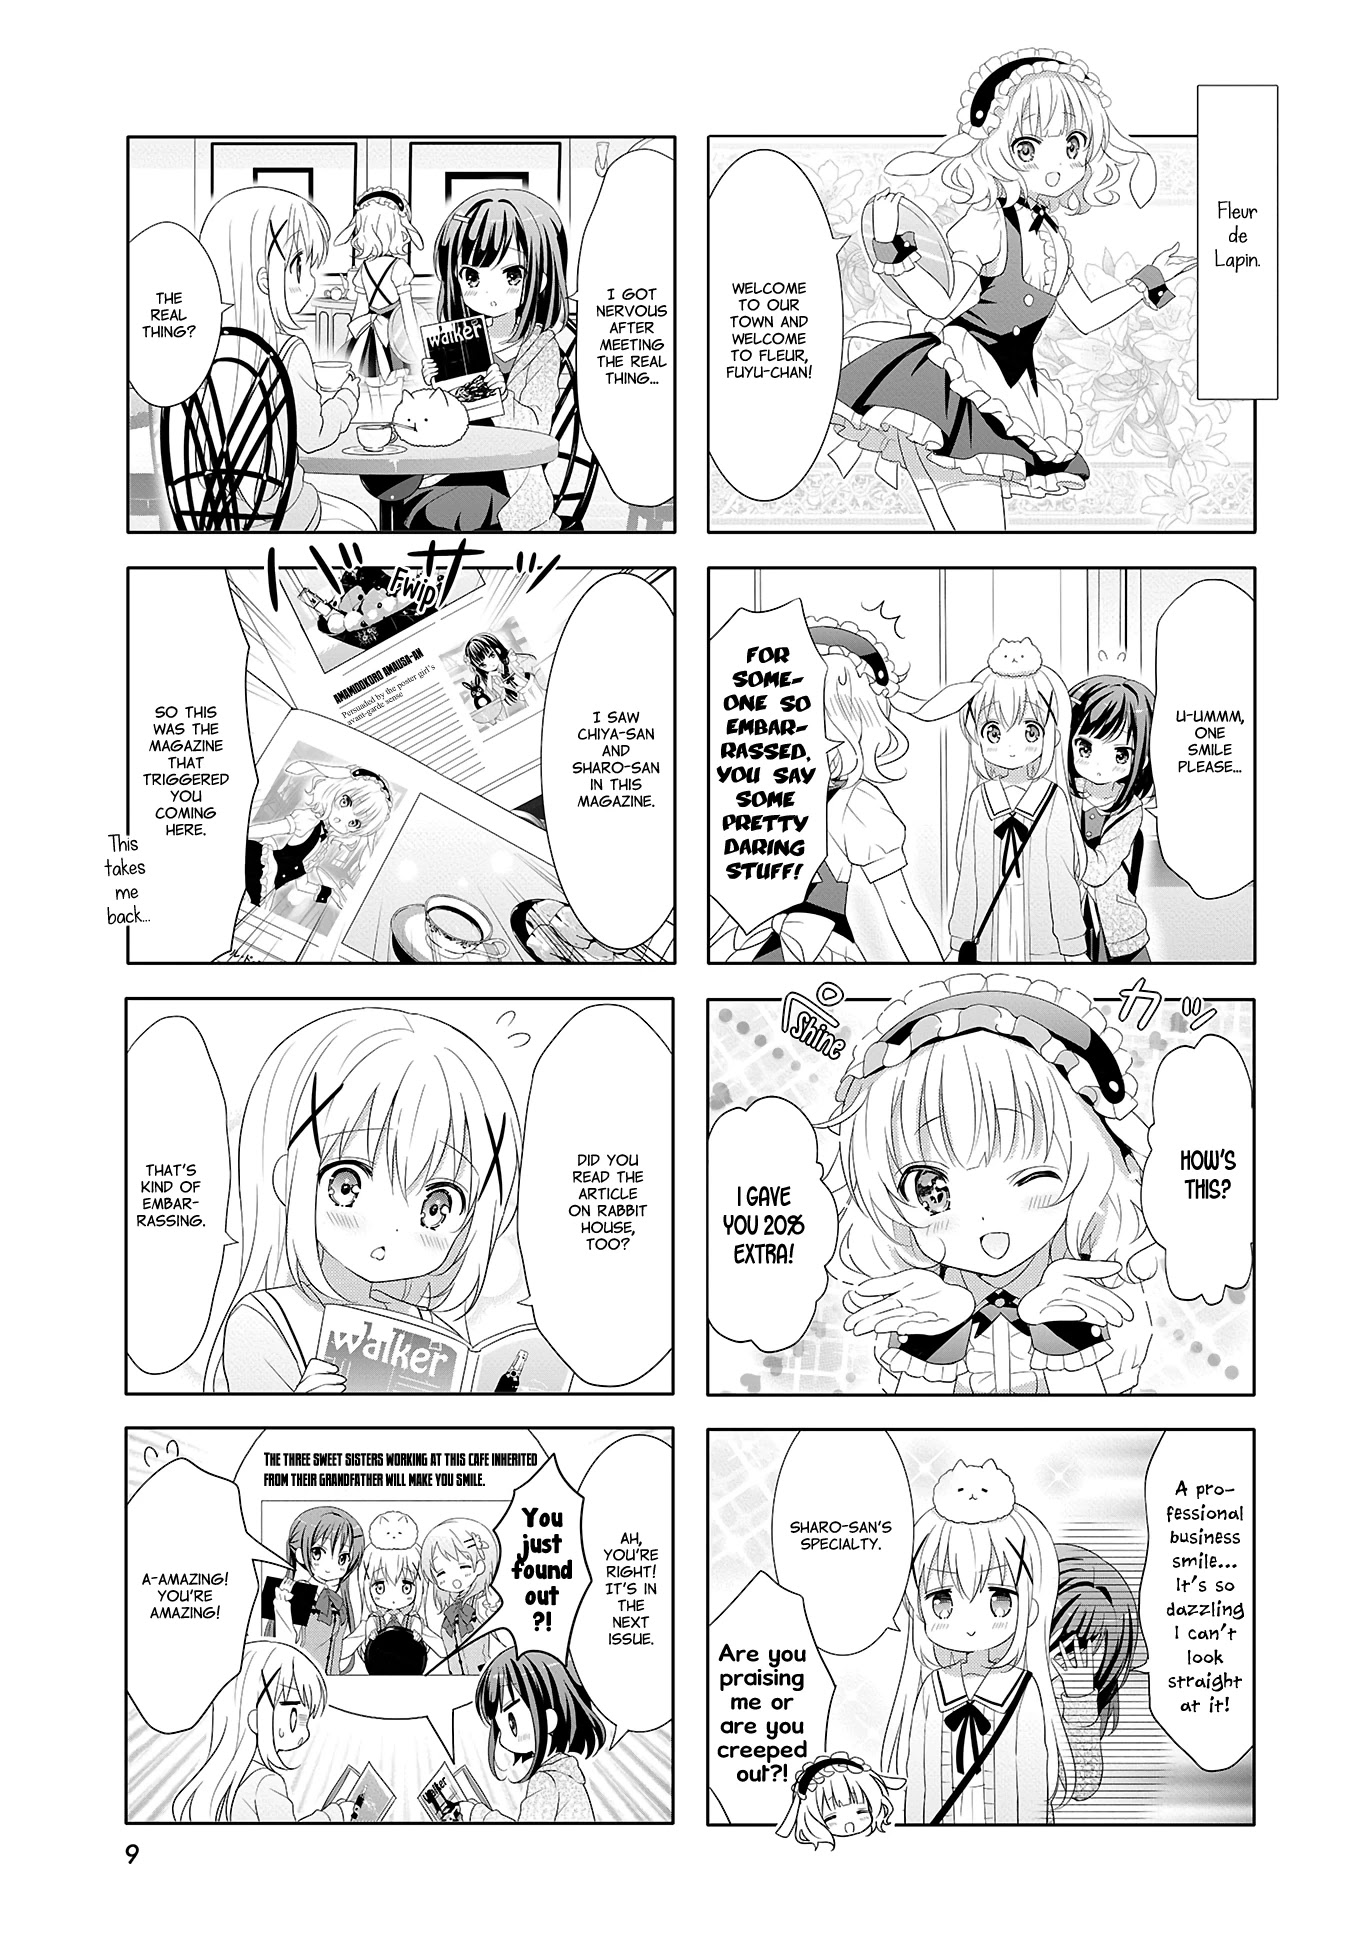 Fleur
de
Lapin.
WELCOME
TO OUR
TOWN AND
WELCOME
TO FLEUR,
FUYU-CHAN!
U-UMMM,
ONE
SMILE
PLEASE...
FOR
SOME-
ONE SO
EMBAR-
RASSED,
YOU SAY
SOME
PRETTY
DARING
STUFF!
カッ
Shine
HOW'S
THIS?
I GAVE
YOU 20%
EXTRA!
A pro-
fessional
business
smile...
It's so
dazzling
I can't
look
straight
at it!
SHARO-SAN'S
SPECIALTY.
Are you
praising
me or
are you
creeped
out?!
I GOT
NERVOUS
AFTER
MEETING
THE REAL
THING...
THE
REAL
THING?
walker
バサ
Fwip
I SAW
CHIYA-SAN
AND
SHARO-SAN
IN THIS
MAGAZINE.
AMAMIDOKORO AMAUSA-AN
Persuaded by the poster girl's
avant-garde sense
SO THIS
WAS THE
MAGAZINE
THAT
TRIGGERED
YOU
COMING
HERE.
This
takes
me
back...
DID YOU
READ THE
ARTICLE
ON RABBIT
HOUSE,
TOO?
THAT'S
KIND OF
EMBAR-
RASSING.
walker
THE THREE SWEET SISTERS WORKING AT THIS CAFE INHERITED
FROM THEIR GRANDFATHER WILL MAKE YOU SMILE.
AH,
YOU'RE
RIGHT!
IT'S IN
THE
NEXT
ISSUE.
You
just
found
out
?!
A-AMAZING!
YOU'RE
AMAZING!
walker
9